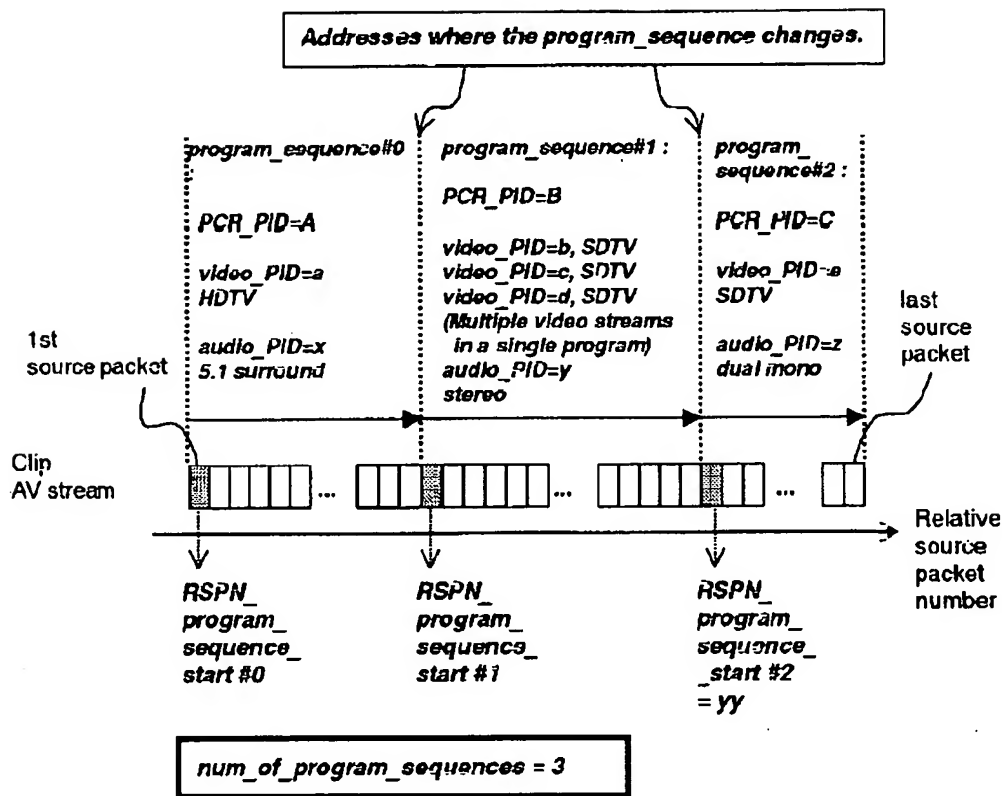 Addresses where the program_sequence changes.
program_sequence#0
:
PCR_PID=A
video_PID=a
HDTV
audio_PID=x
5.1 surround
program_sequence#1 :
PCR_PID=B
video_PID=b, SDTV
video_PID=c, SDTV
video_PID=d, SDTV
(Multiple video streams
in a single program)
audio_PID=y
stereo
program_
sequence#2 :
PCR_PID=C
video_PID=e
SDTV
audio_PID=z
dual mono
1st
source packet
last
source
packet
Clip
AV stream
...
...
...
Relative
source
packet
number
RSPN_
program_
sequence_
start #0
RSPN_
program_
sequence_
start #1
RSPN_
program_
sequence_
_start #2
= yy
num_of_program_sequences = 3